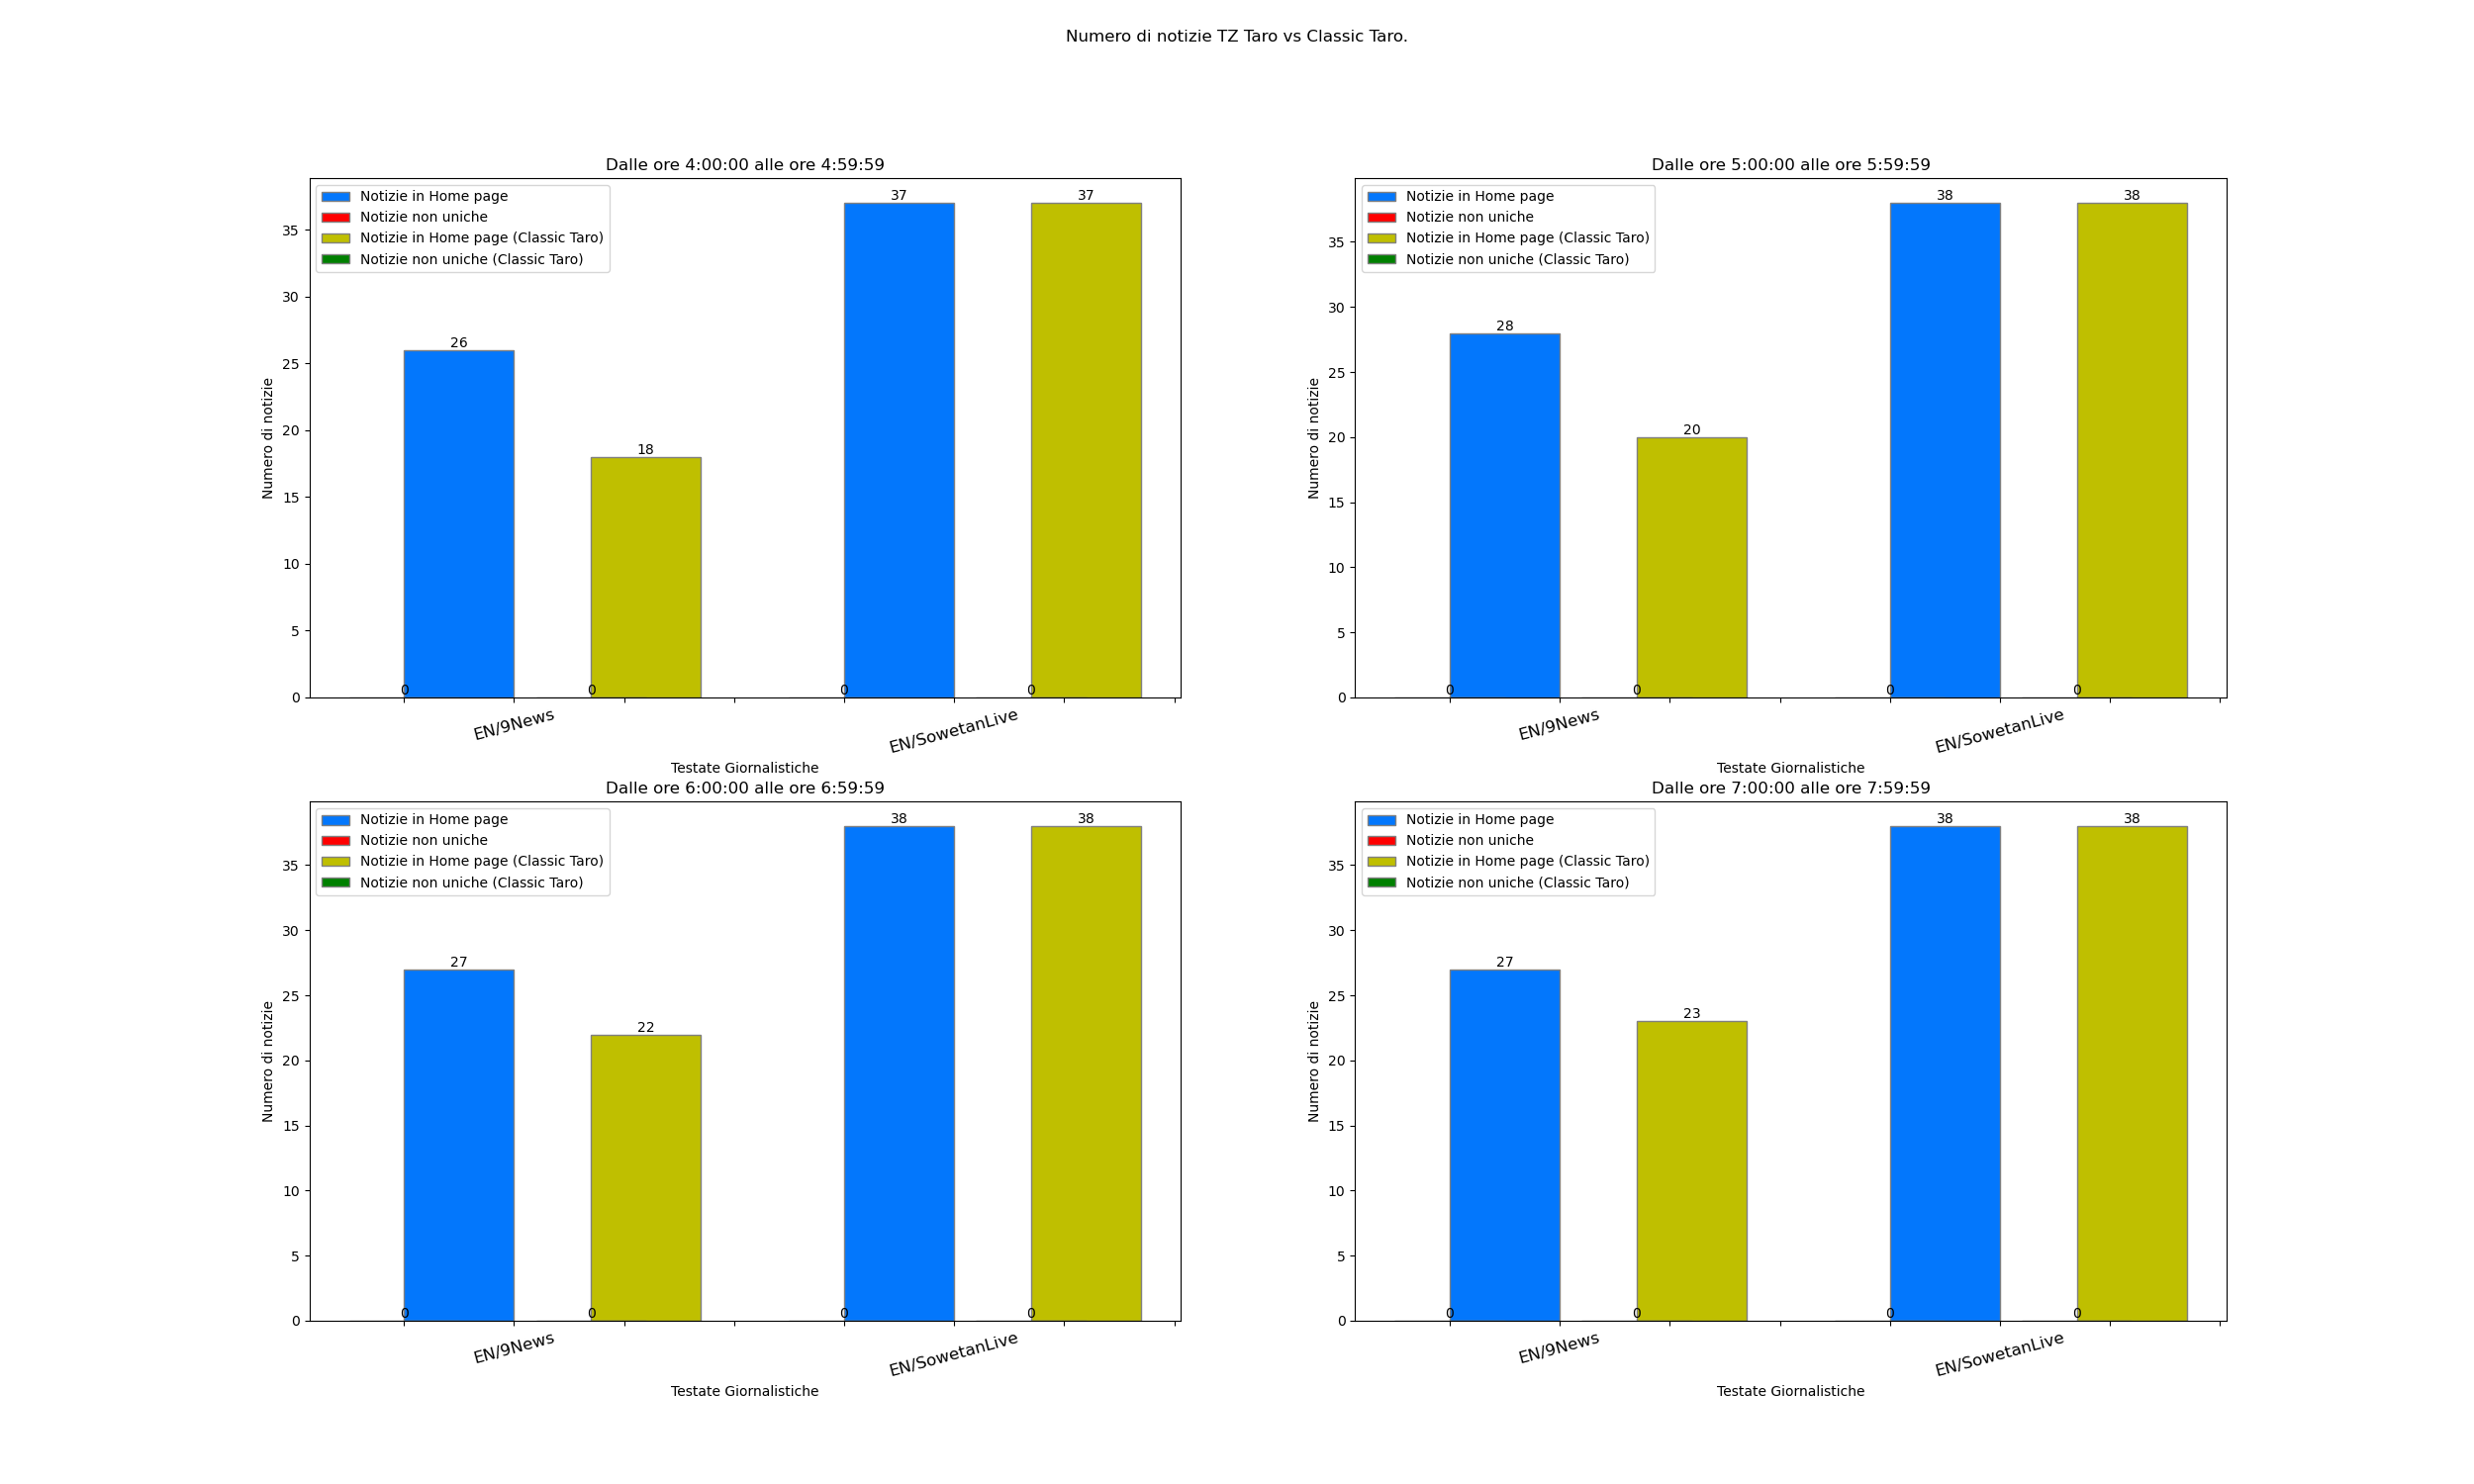 Numero di notizie TZ Taro vs Classic Taro.
Dalle ore 4:00:00 alle ore 4:59:59
Notizie in Home page
Notizie non uniche
Notizie in Home page (Classic Taro)
Notizie non uniche (Classic Taro)
37
37
26
18
0
0
0
0
35
30
25
20
15
10
5
0
Numero di notizie
EN/9News
EN/SowetanLive
Testate Giornalistiche
Dalle ore 5:00:00 alle ore 5:59:59
Notizie in Home page
Notizie non uniche
Notizie in Home page (Classic Taro)
Notizie non uniche (Classic Taro)
38
38
28
20
0
0
0
0
35
30
25
20
15
10
5
0
Numero di notizie
EN/9News
EN/SowetanLive
Testate Giornalistiche
Dalle ore 6:00:00 alle ore 6:59:59
Notizie in Home page
Notizie non uniche
Notizie in Home page (Classic Taro)
Notizie non uniche (Classic Taro)
38
38
27
22
0
0
0
0
35
30
25
20
15
10
5
0
Numero di notizie
EN/9News
EN/SowetanLive
Testate Giornalistiche
Dalle ore 7:00:00 alle ore 7:59:59
Notizie in Home page
Notizie non uniche
Notizie in Home page (Classic Taro)
Notizie non uniche (Classic Taro)
38
38
27
23
0
0
0
0
35
30
25
20
15
10
5
0
Numero di notizie
EN/9News
EN/SowetanLive
Testate Giornalistiche